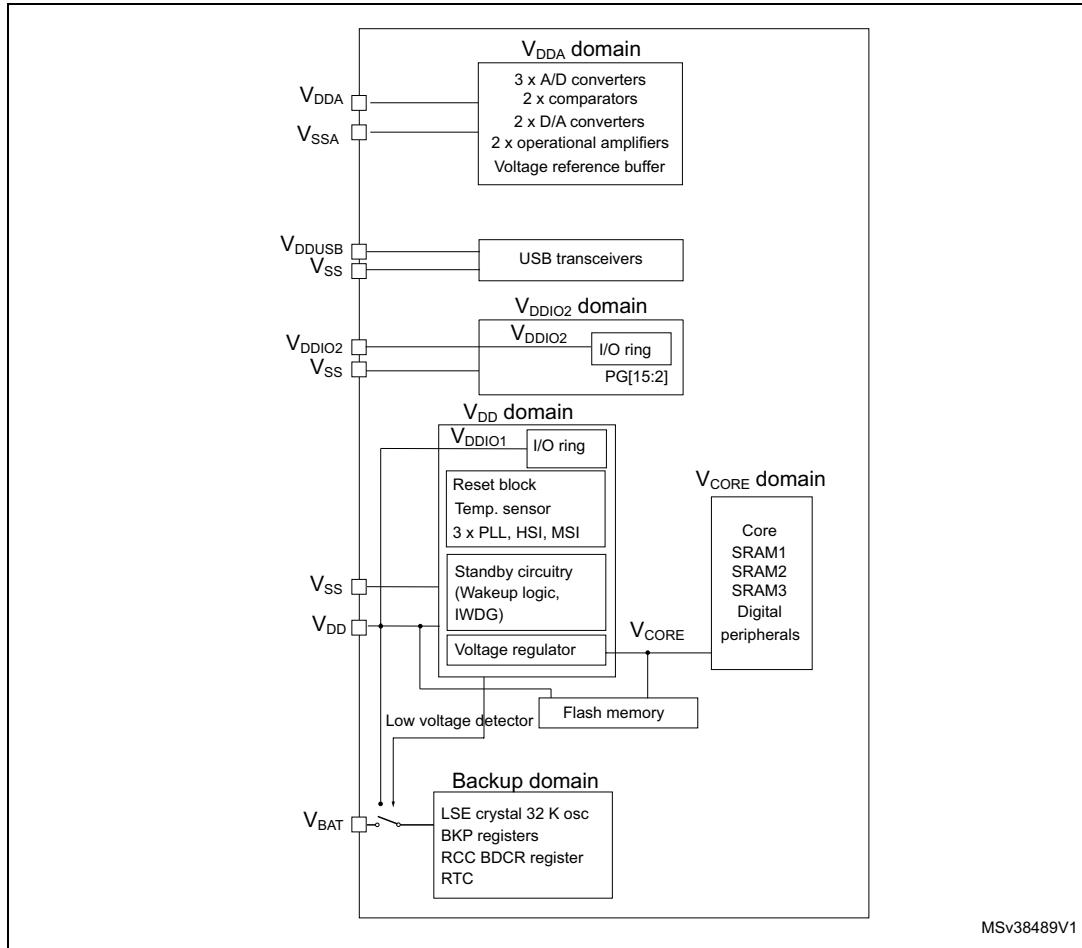 VDDA domain
3 x A/D converters
2 x comparators
2 x D/A converters
2 x operational amplifiers
Voltage reference buffer
VDDA
VSSA
VDDUSB
VSS
USB transceivers
VDDIO2 domain
VDDIO2
VDDIO2
VSS
I/O ring
PG[15:2]
VDD domain
VDDIO1
I/O ring
Reset block
Temp. sensor
3 x PLL, HSI, MSI
Standby circuitry
(Wakeup logic,
IWDG)
Voltage regulator
VSS
VDD
VCORE
VCORE domain
Core
SRAM1
SRAM2
SRAM3
Digital
peripherals
Flash memory
Low voltage detector
Backup domain
VBAT
LSE crystal 32 K osc
BKP registers
RCC BDCR register
RTC
MSv38489V1